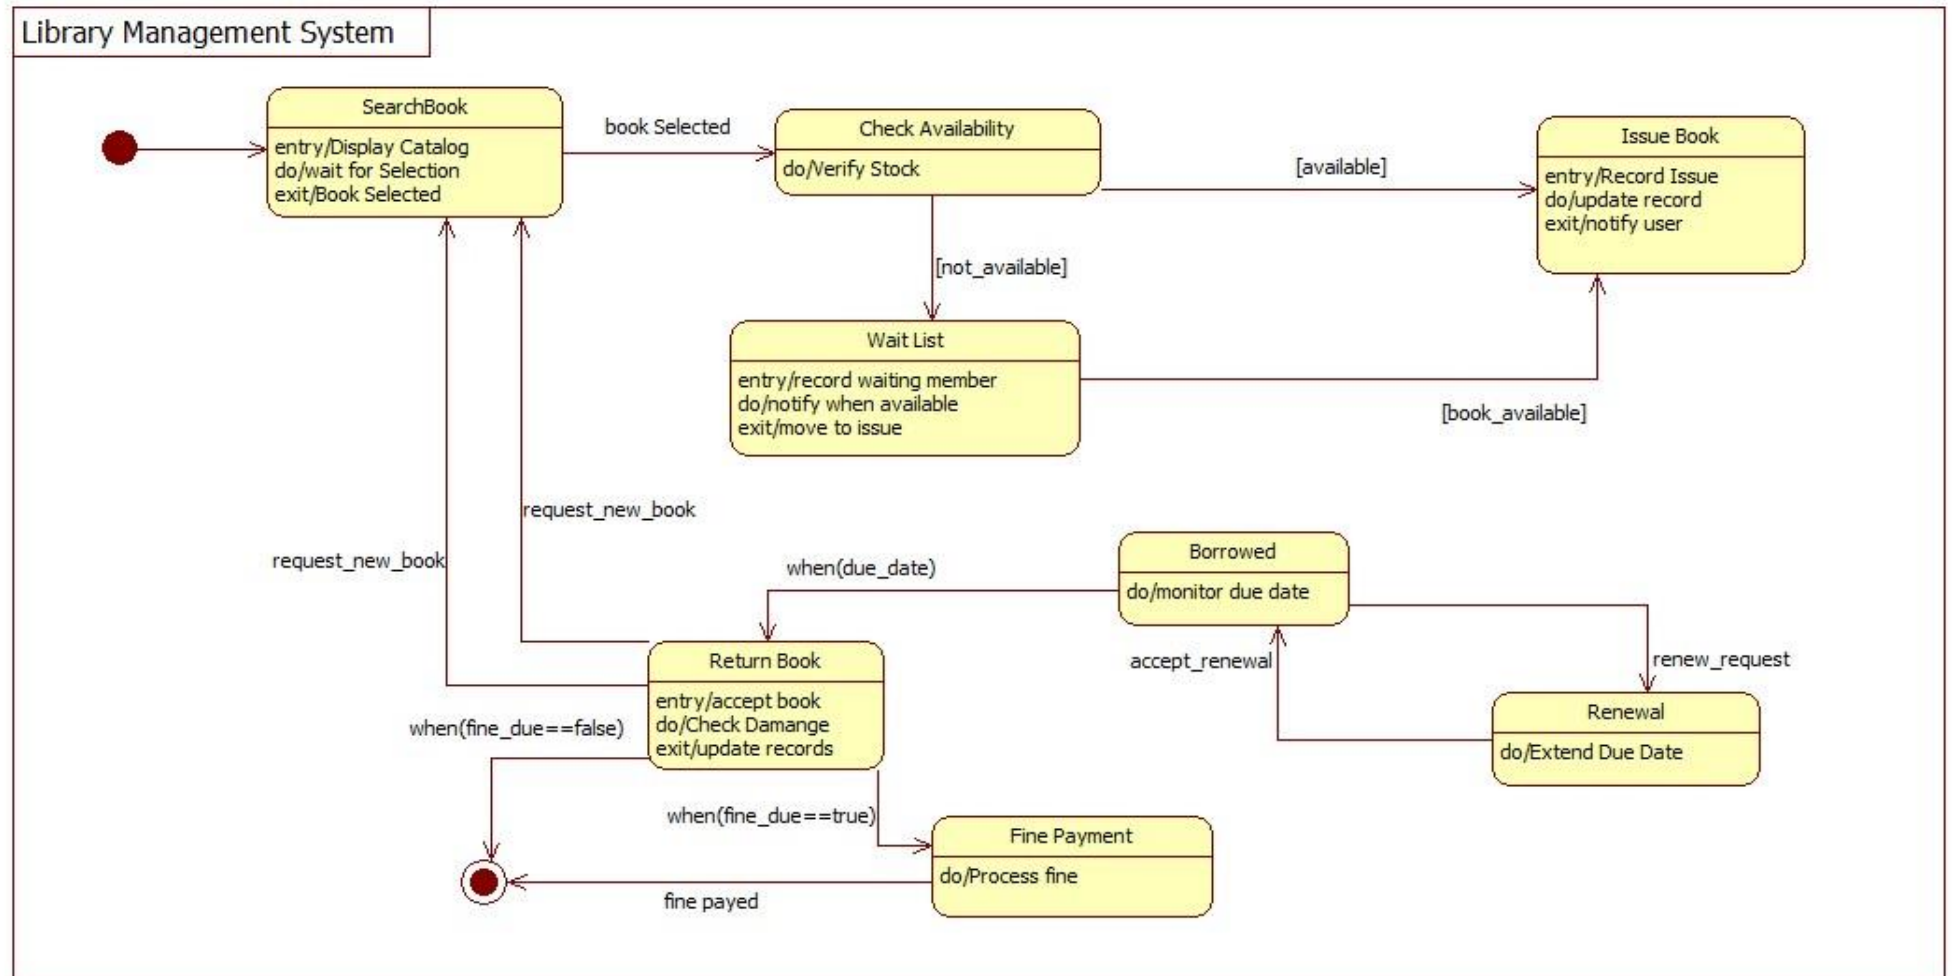 Library Management System
SearchBook
entry/Display Catalog
do/wait for Selection
exit/Book Selected
book Selected
Check Availability
do/Verify Stock
[available]
Issue Book
entry/Record Issue
do/update record
exit/notify user
[not_available]
Wait List
entry/record waiting member
do/notify when available
exit/move to issue
[book_available]
request_new_book
request_new_book
when(due_date)
Borrowed
do/monitor due date
accept_renewal
renew_request
Return Book
entry/accept book
do/Check Damange
exit/update records
Renewal
do/Extend Due Date
when(fine_due==false)
when(fine_due==true)
Fine Payment
do/Process fine
fine payed